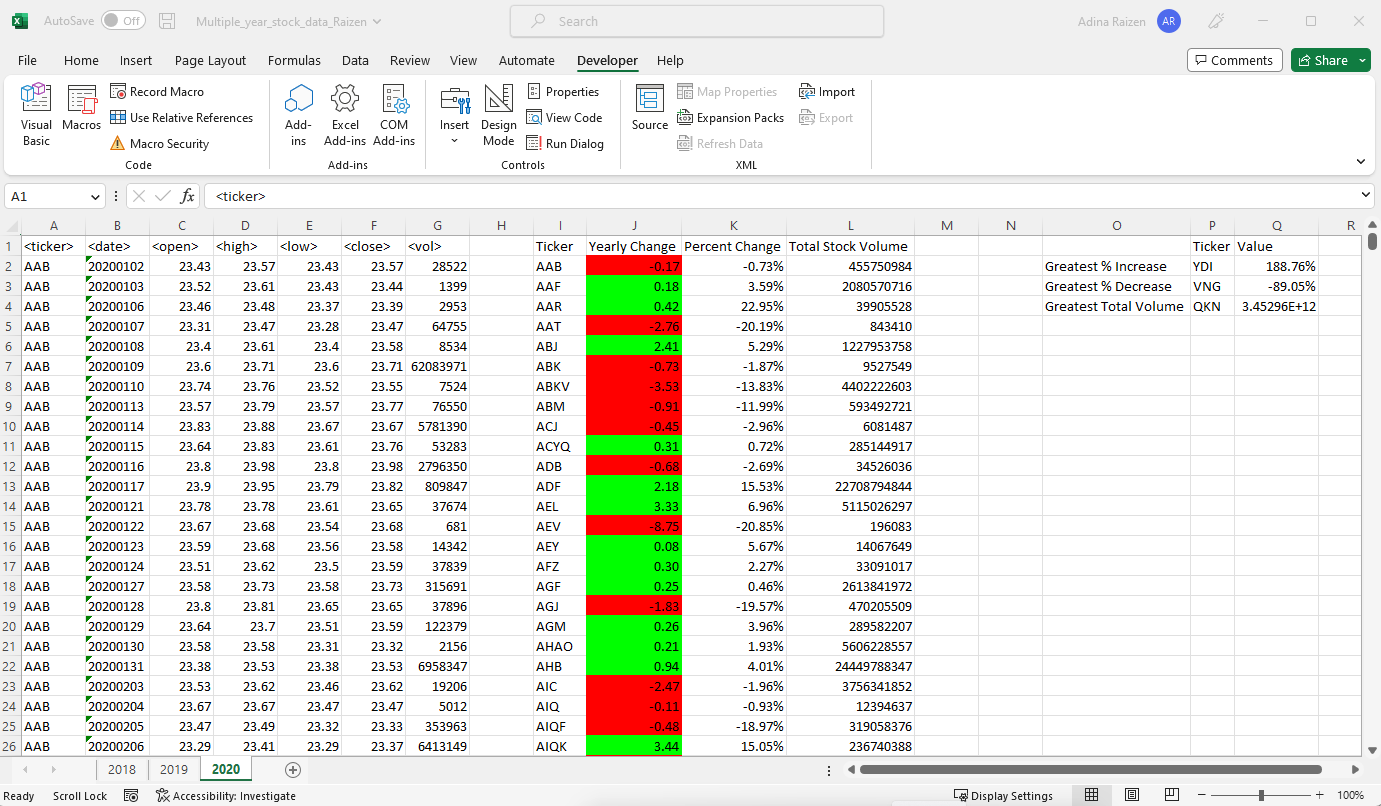 AutoSave Off Multiple_year_stock_data_Raizen Search Adina Raizen AR
File Home Insert Page Layout Formulas Data Review View Automate Developer Help Comments Share
Visual Basic
Macros
Record Macro
Use Relative References
Macro Security
Code
Add-ins
Excel Add-ins
COM Add-ins
Add-ins
Insert
Design Mode
Properties
View Code
Run Dialog
Controls
Source
Map Properties
Expansion Packs
Refresh Data
Import
Export
XML
A1 fx <ticker>
A B C D E F G H I J K L M N O P Q R
1 <ticker> <date> <open> <high> <low> <close> <vol> Ticker Yearly Change Percent Change Total Stock Volume Ticker Value
2 AAB 20200102 23.43 23.57 23.43 23.57 28522 AAB -0.17 -0.73% 455750984 Greatest % Increase YDI 188.76%
3 AAB 20200103 23.52 23.61 23.43 23.44 1399 AAF 0.18 3.59% 2080570716 Greatest % Decrease VNG -89.05%
4 AAB 20200106 23.46 23.48 23.37 23.39 2953 AAR 0.42 22.95% 39905528 Greatest Total Volume QKN 3.45296E+12
5 AAB 20200107 23.31 23.47 23.28 23.47 64755 AAT -2.76 -20.19% 843410
6 AAB 20200108 23.4 23.61 23.4 23.58 8534 ABJ 2.41 5.29% 1227953758
7 AAB 20200109 23.6 23.71 23.6 23.71 62083971 ABK -0.73 -1.87% 9527549
8 AAB 20200110 23.74 23.76 23.52 23.55 7524 ABKV -3.53 -13.83% 4402222603
9 AAB 20200113 23.57 23.79 23.57 23.77 76550 ABM -0.91 -11.99% 593492721
10 AAB 20200114 23.83 23.88 23.67 23.67 5781390 ACJ -0.45 -2.96% 6081487
11 AAB 20200115 23.64 23.83 23.61 23.76 53283 ACYQ 0.31 0.72% 285144917
12 AAB 20200116 23.8 23.98 23.8 23.98 2796350 ADB -0.68 -2.69% 34526036
13 AAB 20200117 23.9 23.95 23.79 23.82 809847 ADF 2.18 15.53% 22708794844
14 AAB 20200121 23.78 23.78 23.61 23.65 37674 AEL 3.33 6.96% 5115026297
15 AAB 20200122 23.67 23.68 23.54 23.68 681 AEV -8.75 -20.85% 196083
16 AAB 20200123 23.59 23.68 23.56 23.58 14342 AEY 0.08 5.67% 14067649
17 AAB 20200124 23.51 23.62 23.5 23.59 37839 AFZ 0.30 2.27% 33091017
18 AAB 20200127 23.58 23.73 23.58 23.73 315691 AGF 0.25 0.46% 2613841972
19 AAB 20200128 23.8 23.81 23.65 23.65 37896 AGJ -1.83 -19.57% 470205509
20 AAB 20200129 23.64 23.7 23.51 23.59 122379 AGM 0.26 3.96% 289582207
21 AAB 20200130 23.58 23.58 23.31 23.32 2156 AHAO 0.21 1.93% 5606228557
22 AAB 20200131 23.38 23.53 23.38 23.53 6958347 AHB 0.94 4.01% 24449788347
23 AAB 20200203 23.53 23.62 23.46 23.62 19206 AIC -2.47 -1.96% 3756341852
24 AAB 20200204 23.67 23.67 23.47 23.47 5012 AIQ -0.11 -0.93% 12394637
25 AAB 20200205 23.47 23.49 23.32 23.33 353963 AIQF -0.48 -18.97% 319058376
26 AAB 20200206 23.29 23.41 23.29 23.37 6413149 AIQK 3.44 15.05% 236740388
2018 2019 2020
Ready Scroll Lock Accessibility: Investigate Display Settings 100%